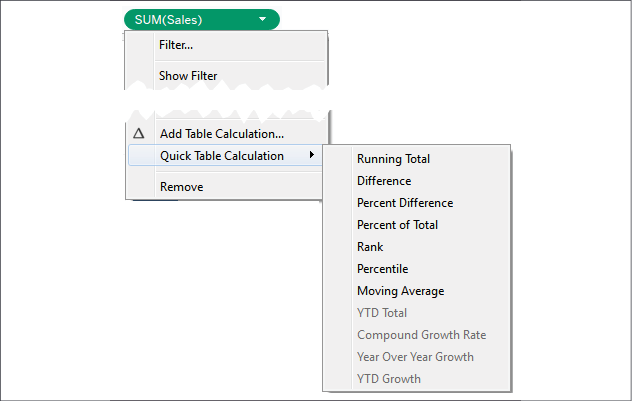 SUM(Sales)
Filter...
Show Filter
Add Table Calculation...
Quick Table Calculation
Remove
Running Total
Difference
Percent Difference
Percent of Total
Rank
Percentile
Moving Average
YTD Total
Compound Growth Rate
Year Over Year Growth
YTD Growth